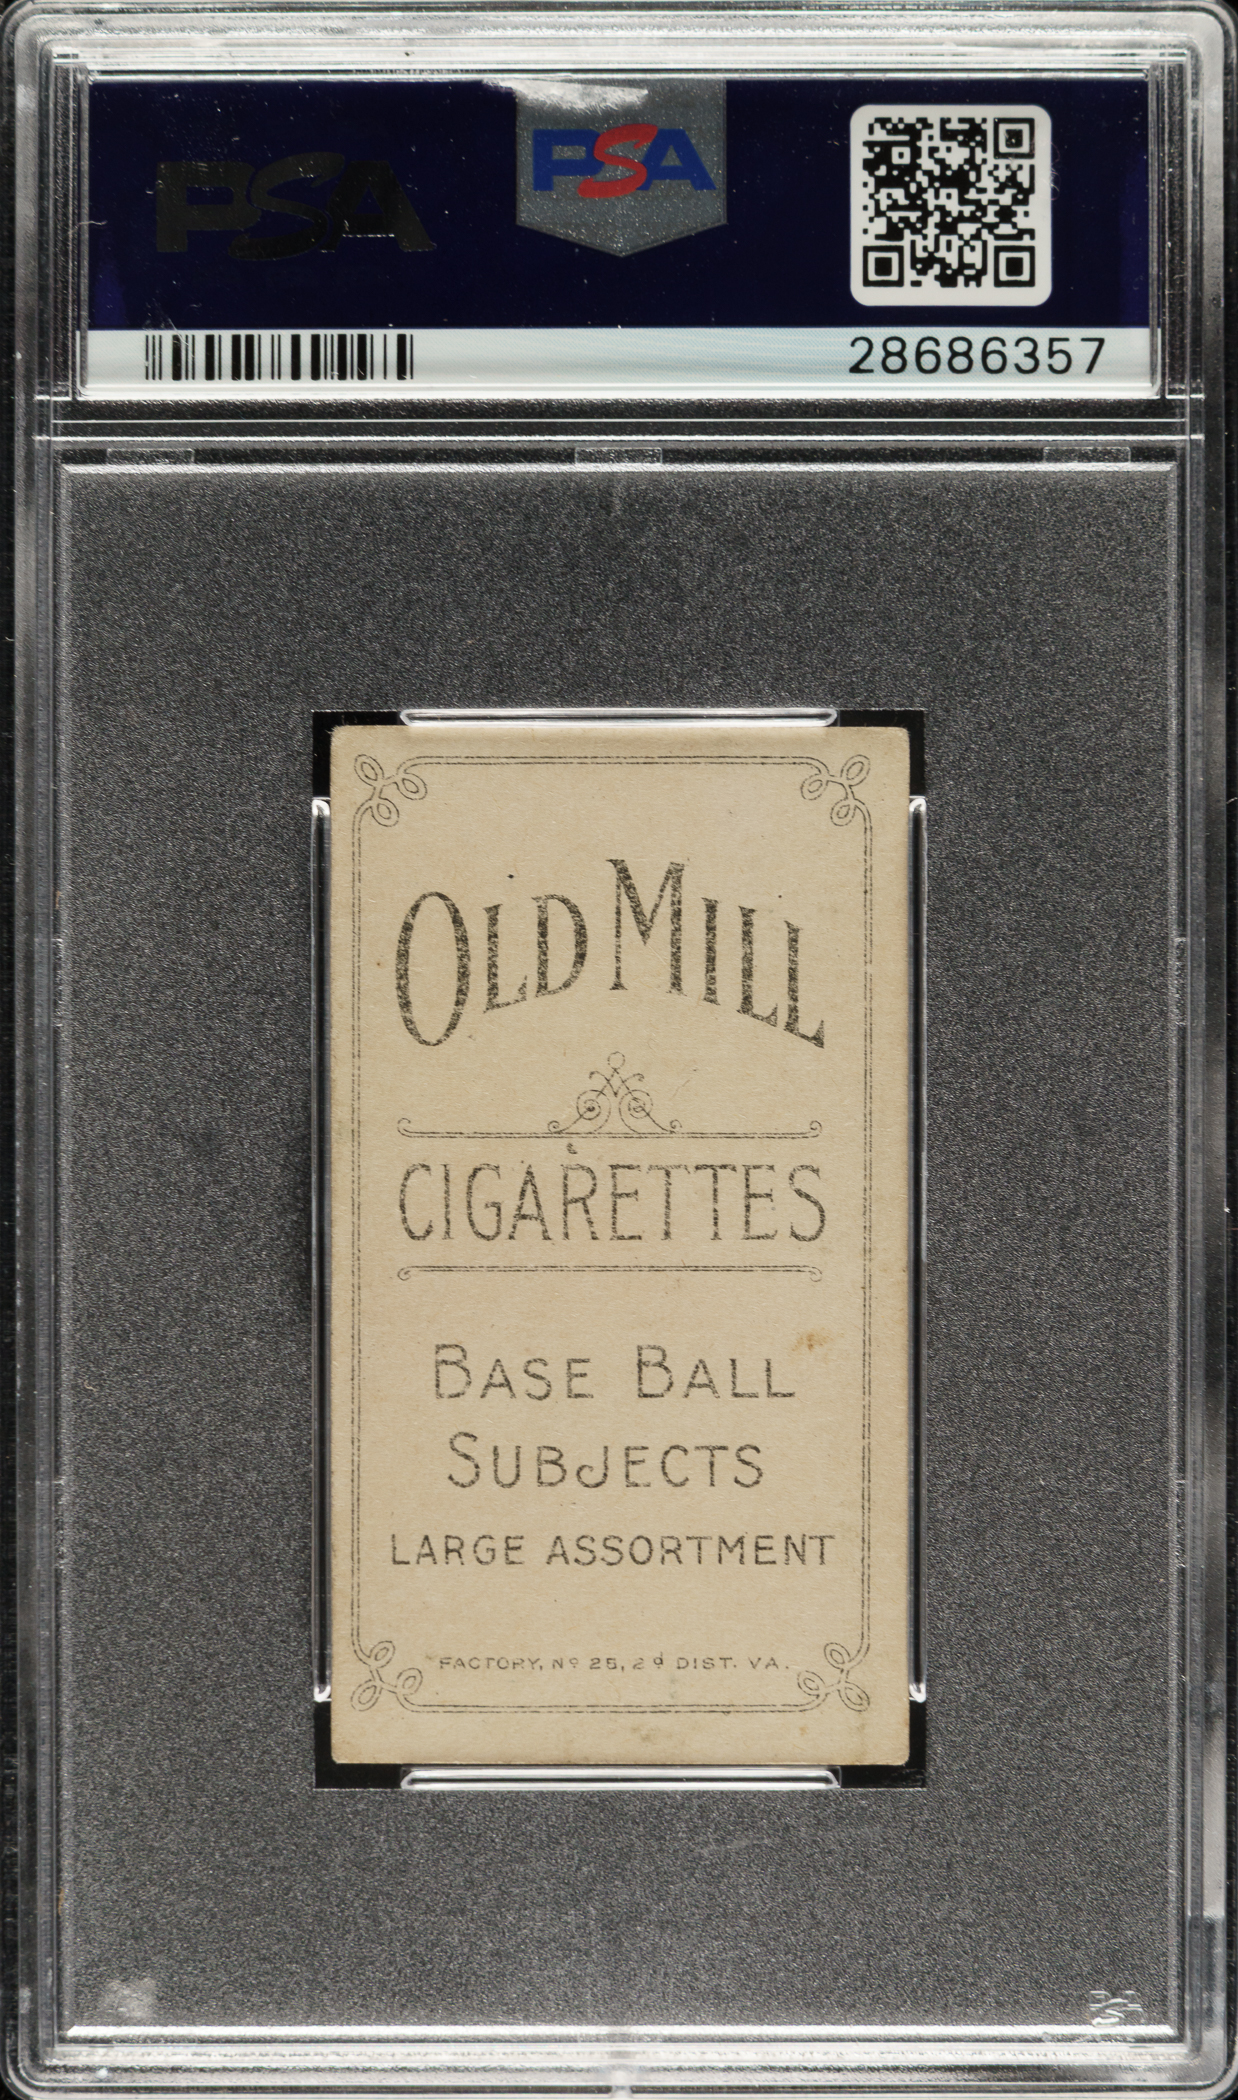 PSA
PSA
28686357
OLD MILL
CIGARETTES
BASE BALL
SUBJECTS
LARGE ASSORTMENT
FACTORY, Nº 25, 2d DIST. VA.